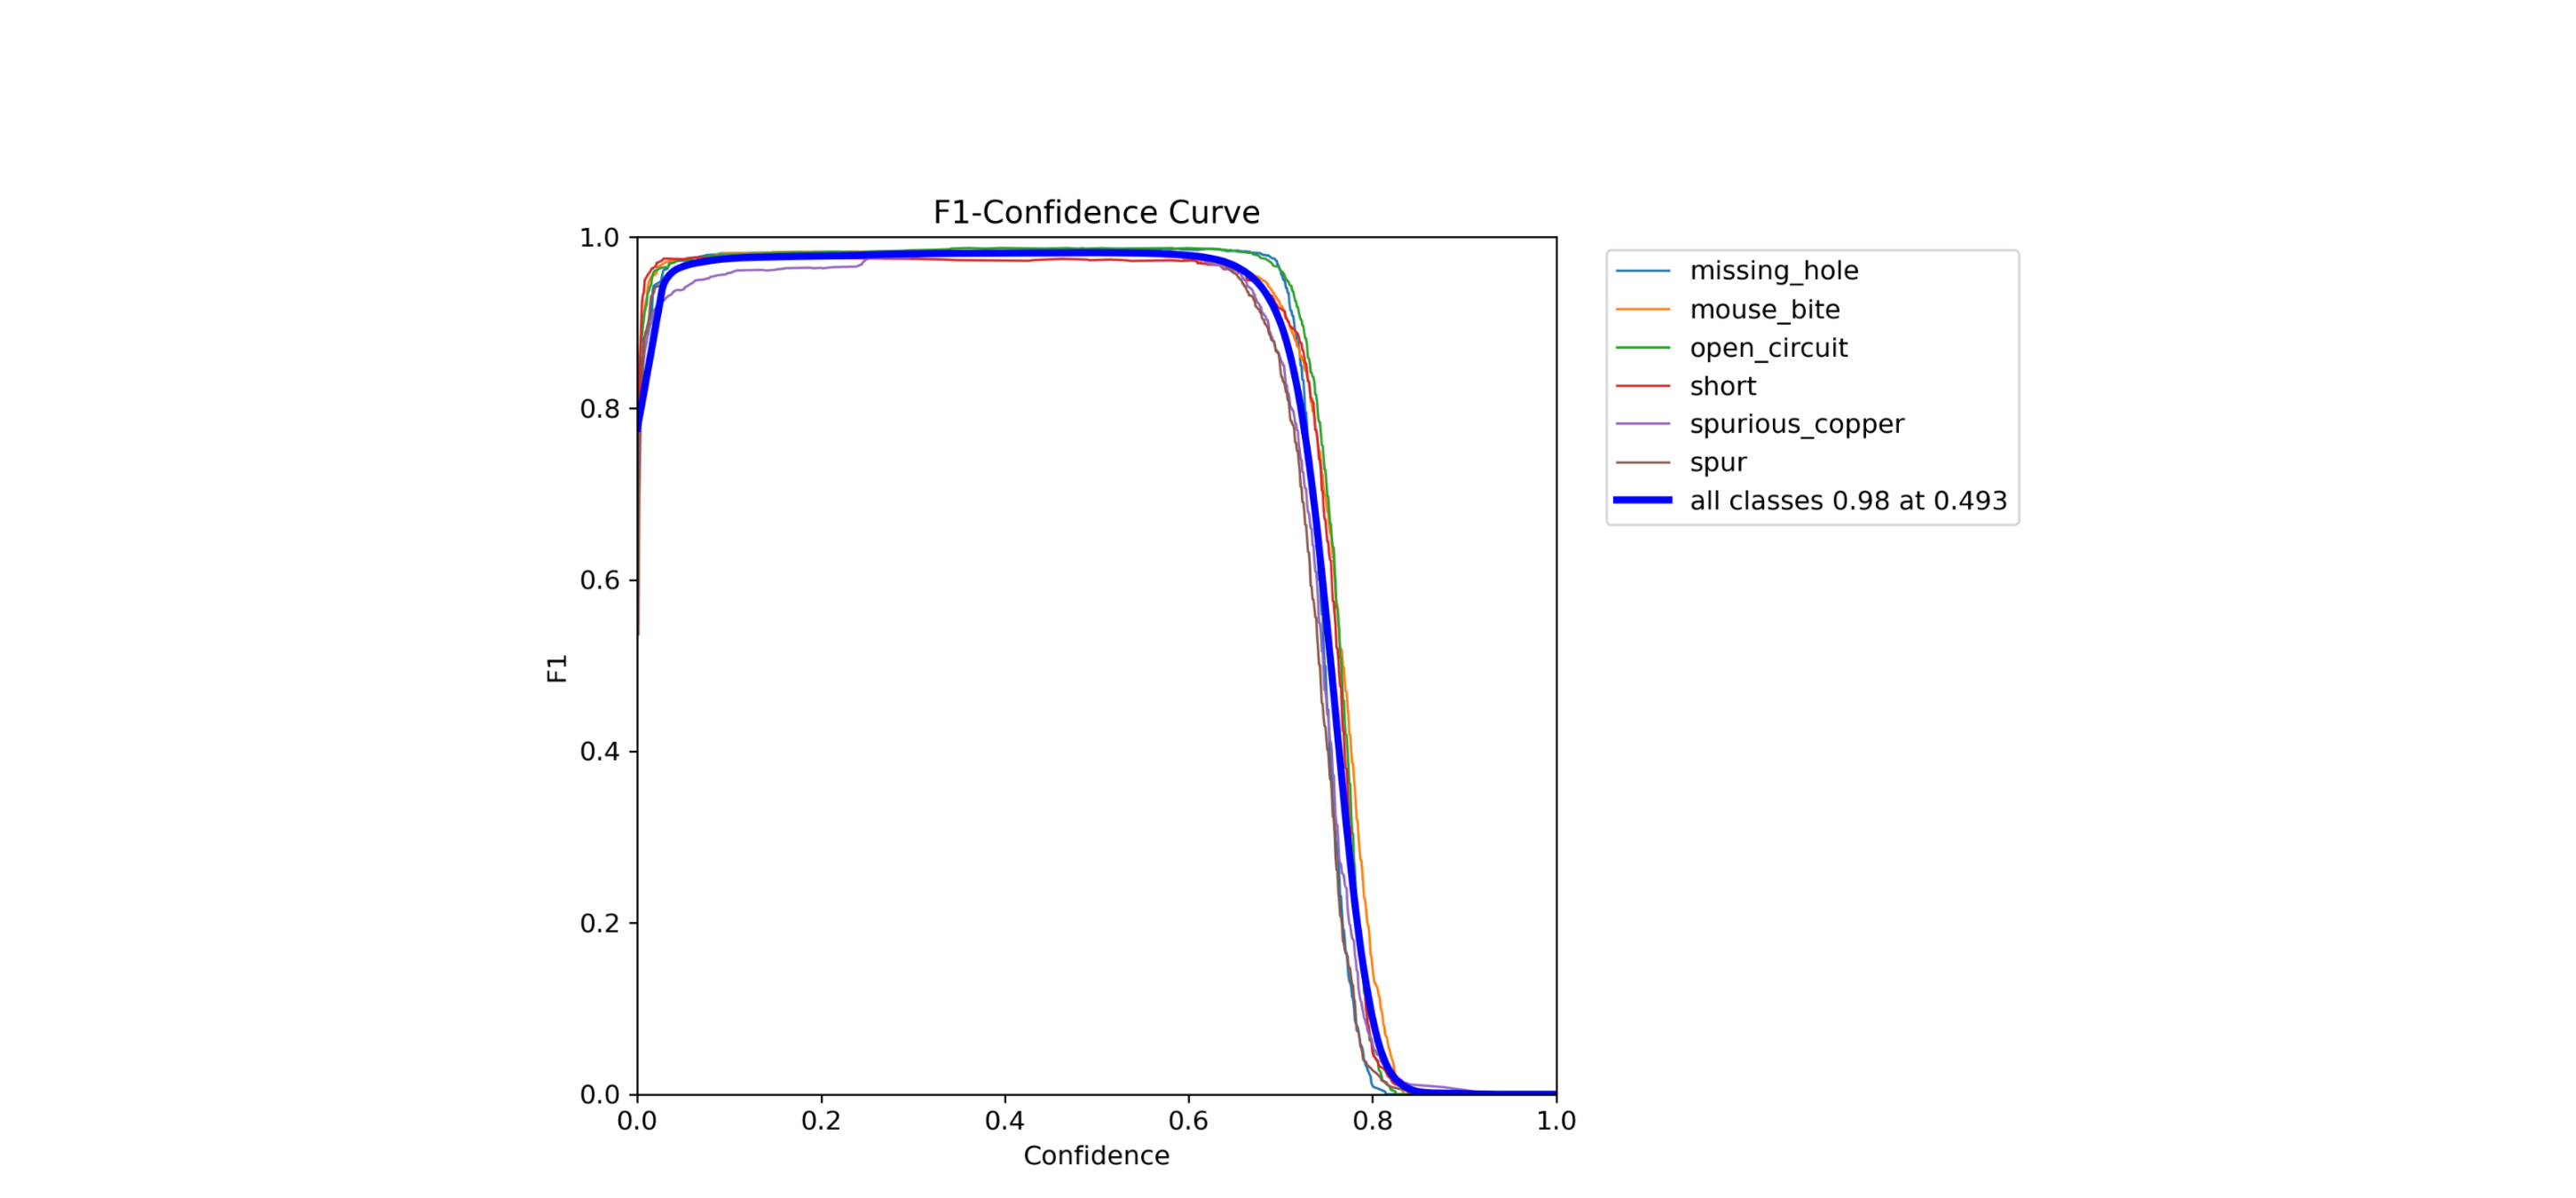 F1-Confidence Curve
1.0
0.8
0.6
0.4
0.2
0.0
F1
0.0 0.2 0.4 0.6 0.8 1.0
Confidence
missing_hole
mouse_bite
open_circuit
short
spurious_copper
spur
all classes 0.98 at 0.493